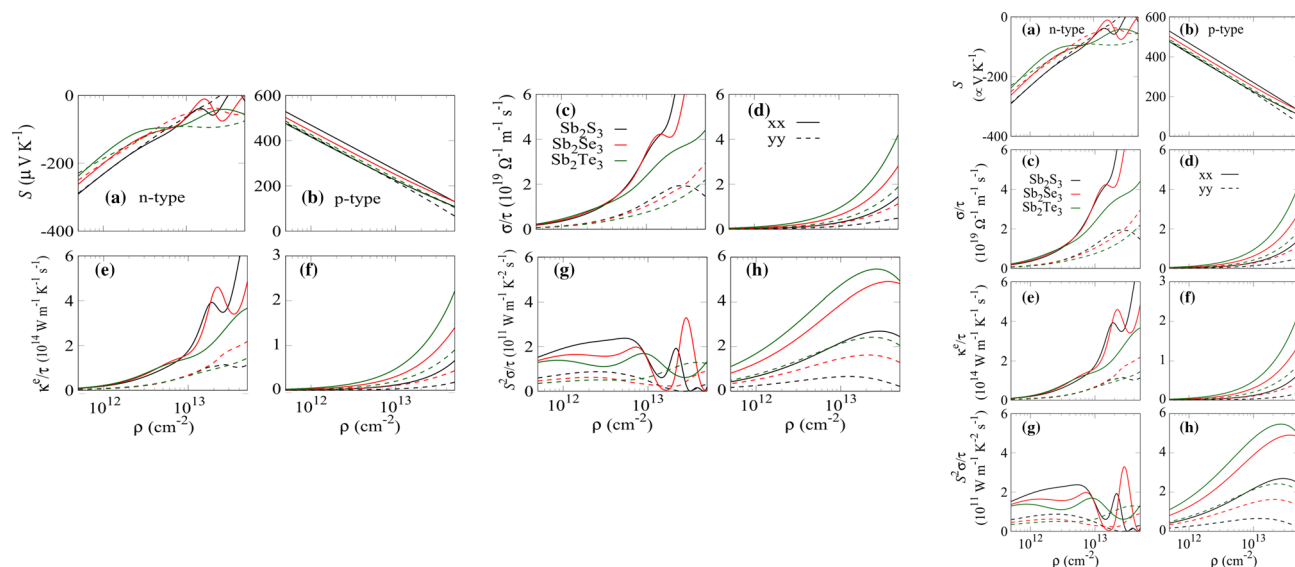 0
-200
-400
S (μ V K⁻¹)
(a) n-type
600
400
200
0
(b) p-type
6
4
2
0
κᵉ/τ (10¹⁴ W m⁻¹ K⁻¹ s⁻¹)
(e)
10¹² 10¹³
ρ (cm⁻²)
3
2
1
0
(f)
10¹² 10¹³
ρ (cm⁻²)
6
4
2
0
σ/τ (10¹⁹ Ω⁻¹ m⁻¹ s⁻¹)
(c)
Sb₂S₃
Sb₂Se₃
Sb₂Te₃
6
4
2
0
(d)
xx
yy
6
4
2
0
S²σ/τ (10¹¹ W m⁻¹ K⁻² s⁻¹)
(g)
10¹² 10¹³
ρ (cm⁻²)
6
4
2
0
(h)
10¹² 10¹³
ρ (cm⁻²)
0
-200
-400
S
(∝ V K⁻¹)
(a) n-type
600
400
200
0
(b) p-type
6
4
2
0
σ/τ
(10¹⁹ Ω⁻¹ m⁻¹ s⁻¹)
(c)
Sb₂S₃
Sb₂Se₃
Sb₂Te₃
6
4
2
0
(d)
xx
yy
6
4
2
0
κᵉ/τ
(10¹⁴ W m⁻¹ K⁻¹ s⁻¹)
(e)
3
2
1
0
(f)
6
4
2
0
S²σ/τ
(10¹¹ W m⁻¹ K⁻² s⁻¹)
(g)
10¹² 10¹³
ρ (cm⁻²)
6
4
2
0
(h)
10¹² 10¹³
ρ (cm⁻²)